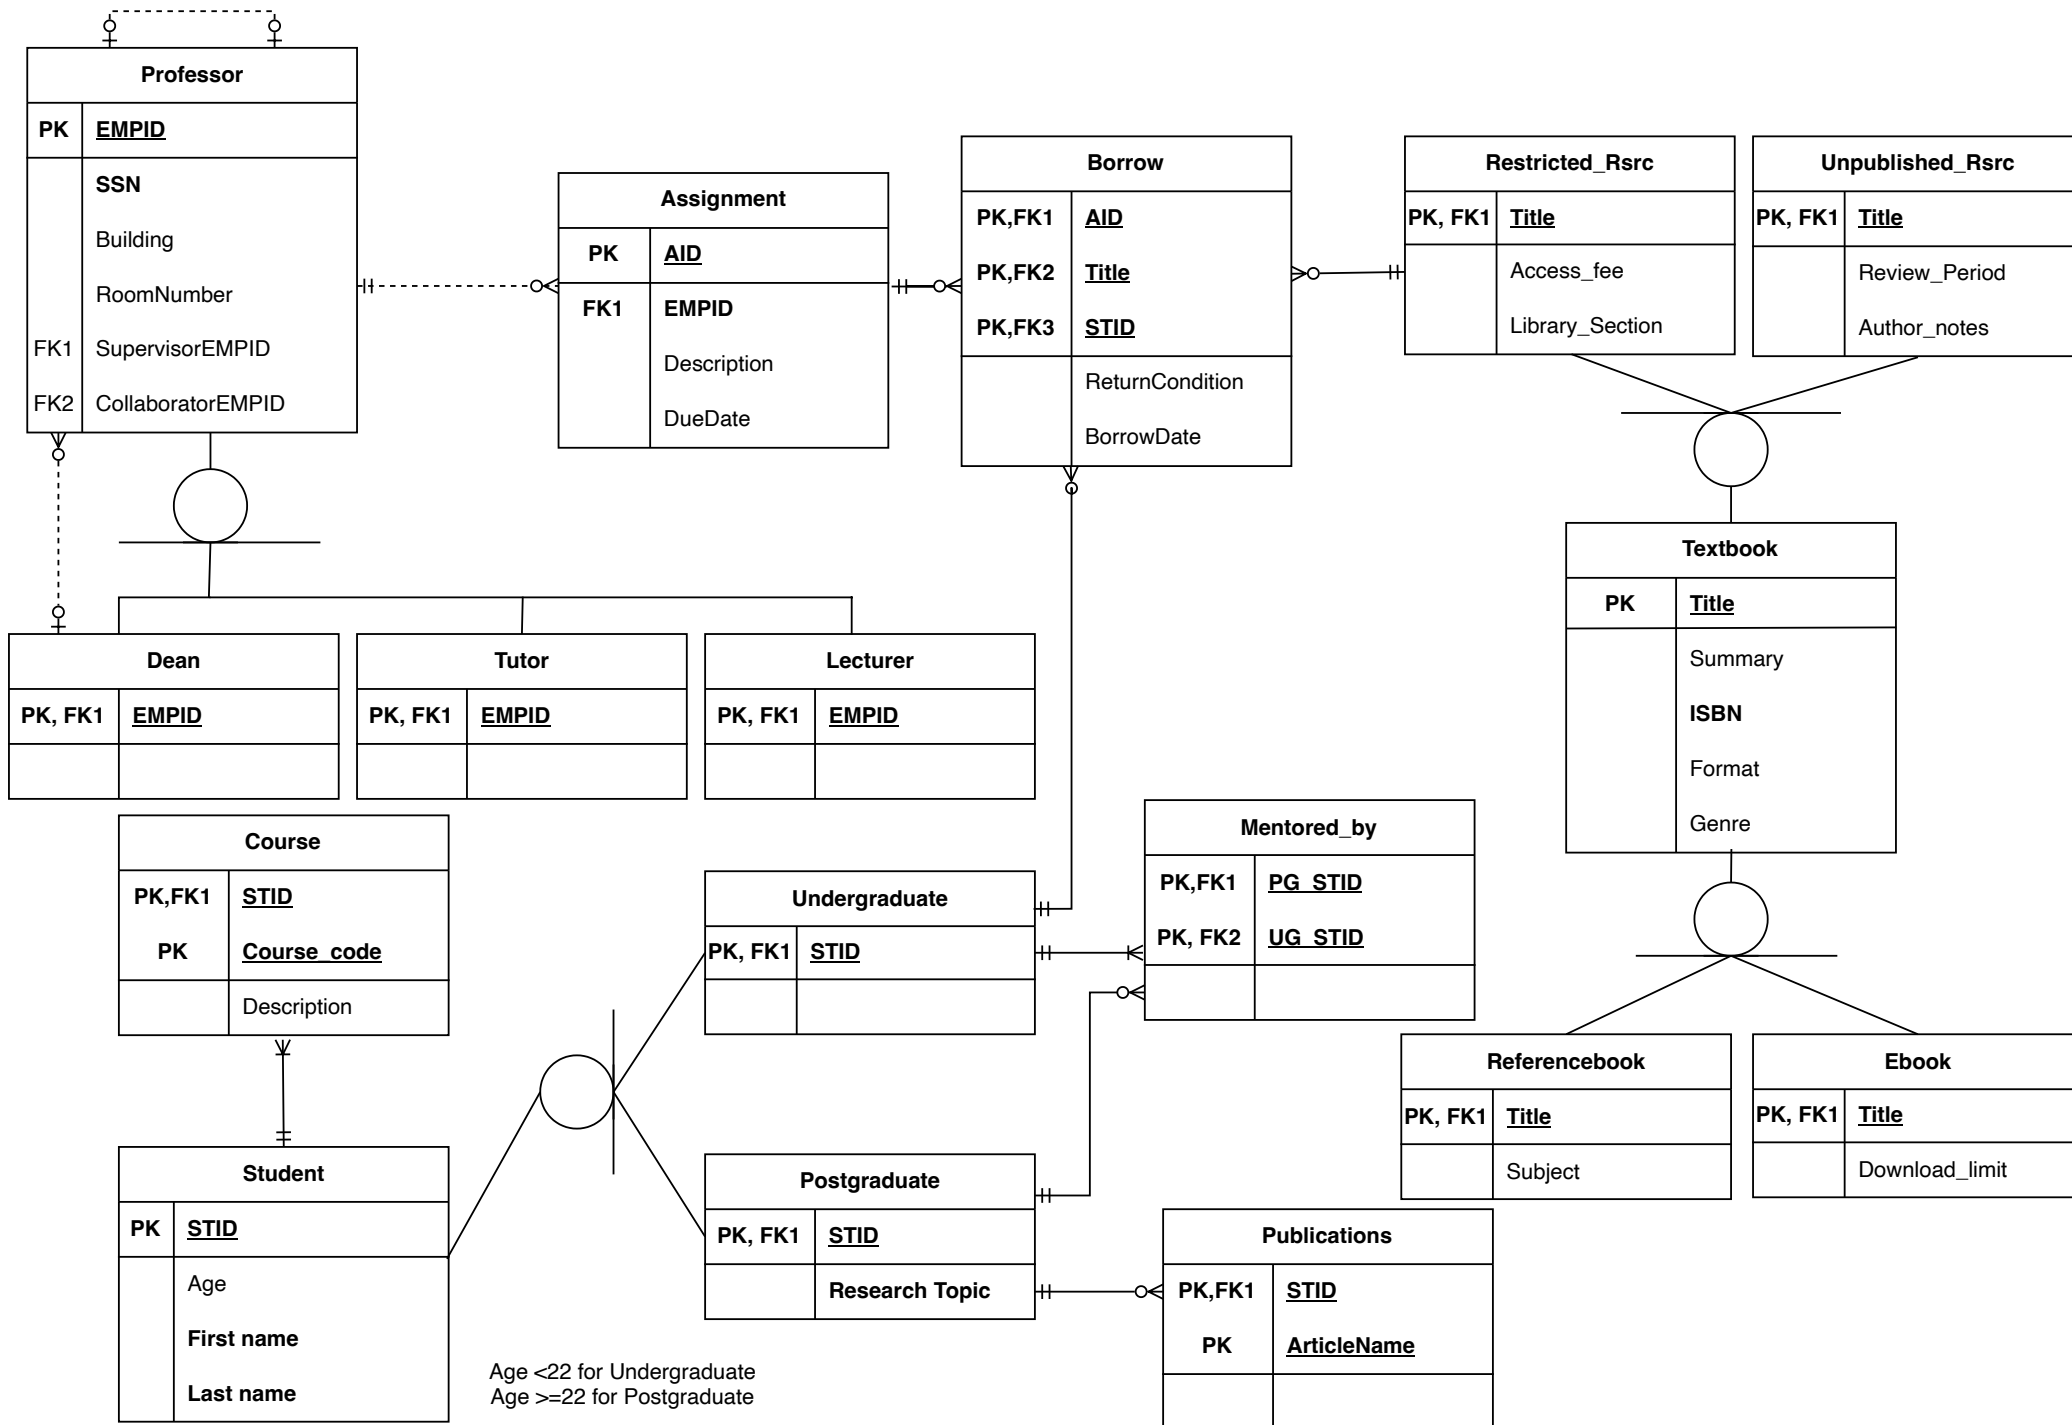 Professor
PK EMPID
SSN
Building
RoomNumber
FK1 SupervisorEMPID
FK2 CollaboratorEMPID
Assignment
PK AID
FK1 EMPID
Description
DueDate
Borrow
PK,FK1 AID
PK,FK2 Title
PK,FK3 STID
ReturnCondition
BorrowDate
Restricted_Rsrc
PK, FK1 Title
Access_fee
Library_Section
Unpublished_Rsrc
PK, FK1 Title
Review_Period
Author_notes
Textbook
PK Title
Summary
ISBN
Format
Genre
Dean
PK, FK1 EMPID
Tutor
PK, FK1 EMPID
Lecturer
PK, FK1 EMPID
Course
PK,FK1 STID
PK Course_code
Description
Undergraduate
PK, FK1 STID
Mentored_by
PK,FK1 PG_STID
PK, FK2 UG_STID
Referencebook
PK, FK1 Title
Subject
Ebook
PK, FK1 Title
Download_limit
Student
PK STID
Age
First name
Last name
Postgraduate
PK, FK1 STID
Research Topic
Publications
PK,FK1 STID
PK ArticleName
Age <22 for Undergraduate
Age >=22 for Postgraduate